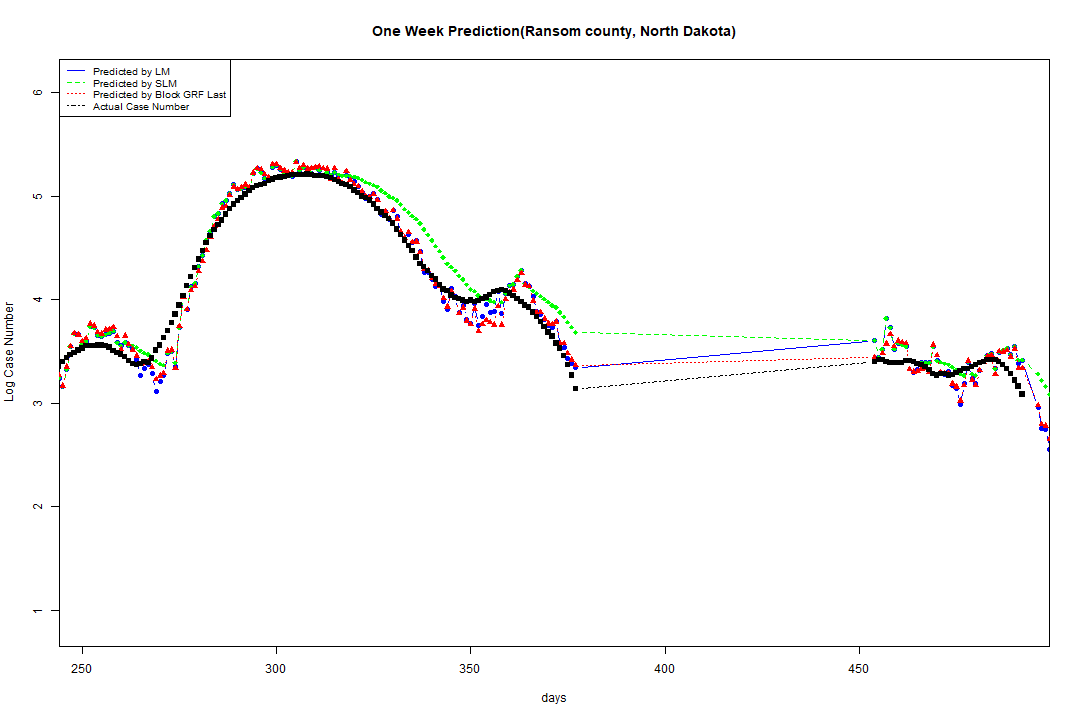 One Week Prediction(Ransom county, North Dakota)
Predicted by LM
Predicted by SLM
Predicted by Block GRF Last
Actual Case Number
6
5
4
3
2
1
Log Case Number
250 300 350 400 450
days